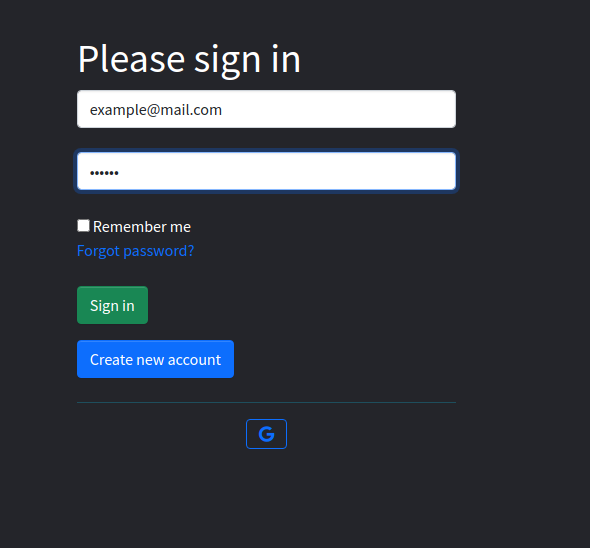 Please sign in
example@mail.com
••••••
Remember me
Forgot password?
Sign in
Create new account
G